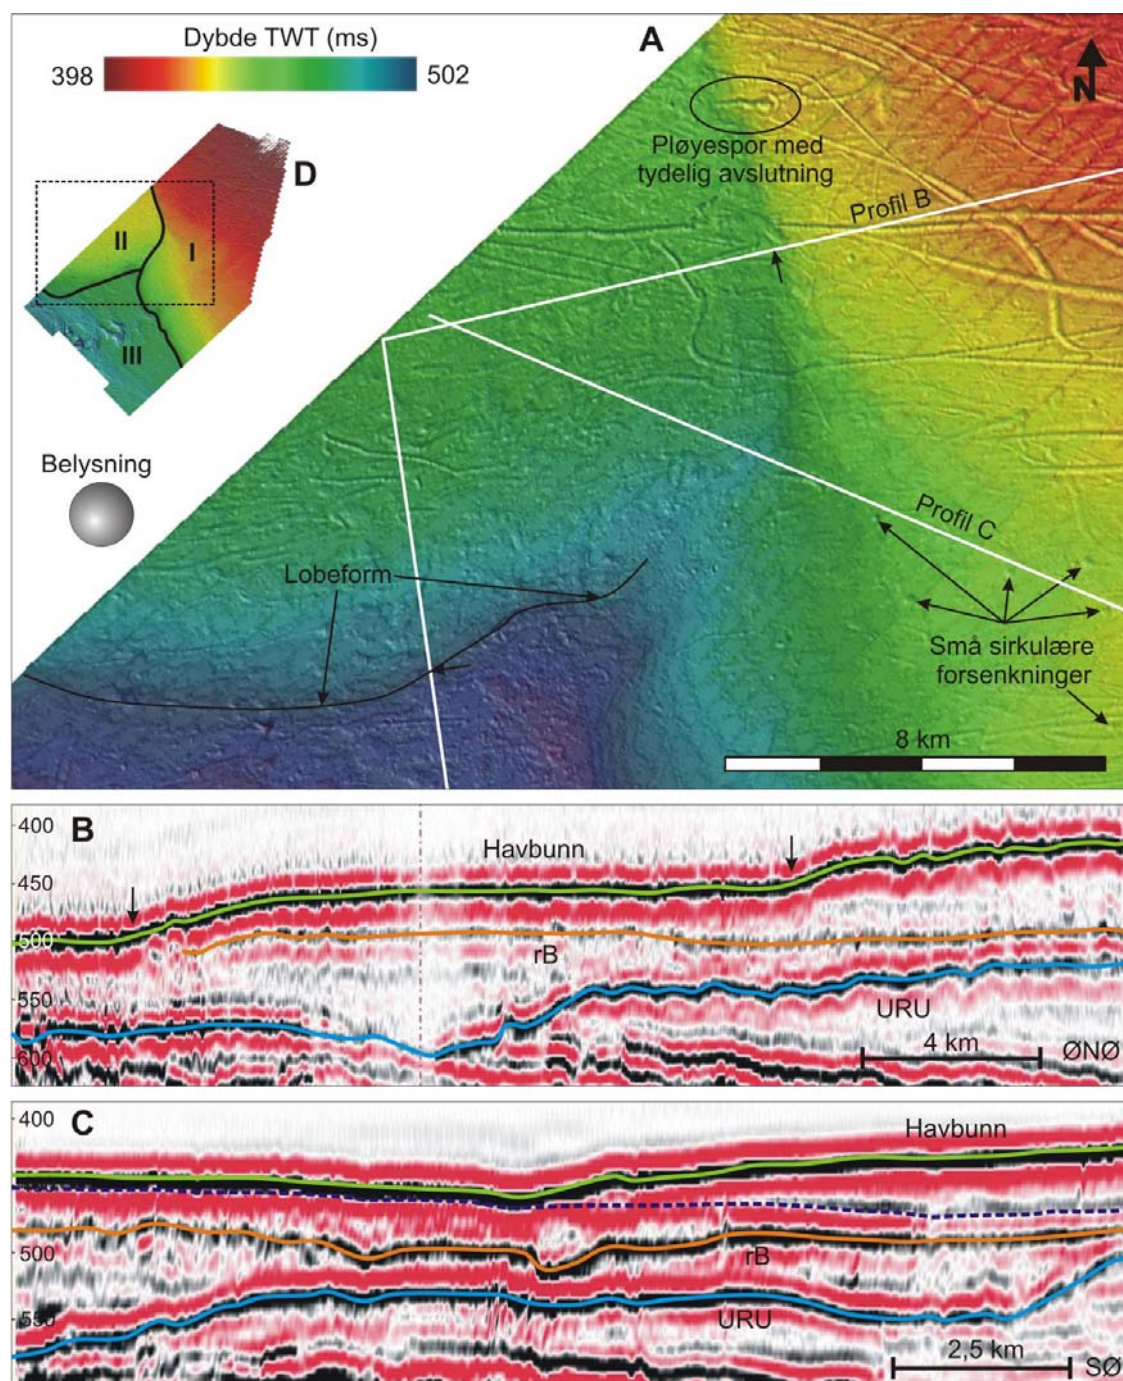 Dybde TWT (ms)
398
502
A
N
D
II
I
III
Pløyespor med
tydelig avslutning
Profil B
Belysning
Profil C
Lobeform
Små sirkulære
forsenkninger
8 km
B
400
450
500
550
600
Havbunn
rB
URU
4 km
ØNØ
C
400
500
550
Havbunn
rB
URU
2,5 km
SØ